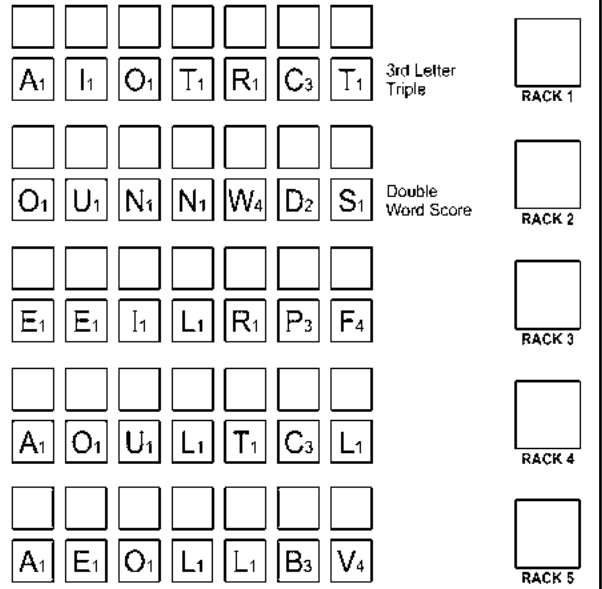 A1 I1 O1 T1 R1 C3 T1 3rd Letter Triple
RACK 1
O1 U1 N1 N1 W4 D2 S1 Double Word Score
RACK 2
E1 E1 I1 L1 R1 P3 F4
RACK 3
A1 O1 U1 L1 T1 C3 L1
RACK 4
A1 E1 O1 L1 L1 B3 V4
RACK 5